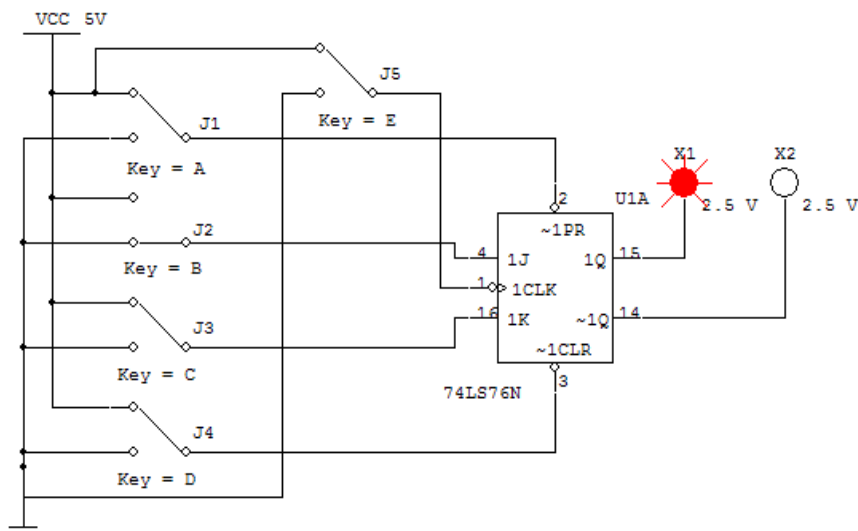 VCC 5V
J5
Key = E
J1
Key = A
2
X1
X2
U1A
2.5 V
2.5 V
~1PR
J2
4
1J
1Q
15
Key = B
1
1CLK
16
1K
~1Q
14
J3
~1CLR
Key = C
3
74LS76N
J4
Key = D